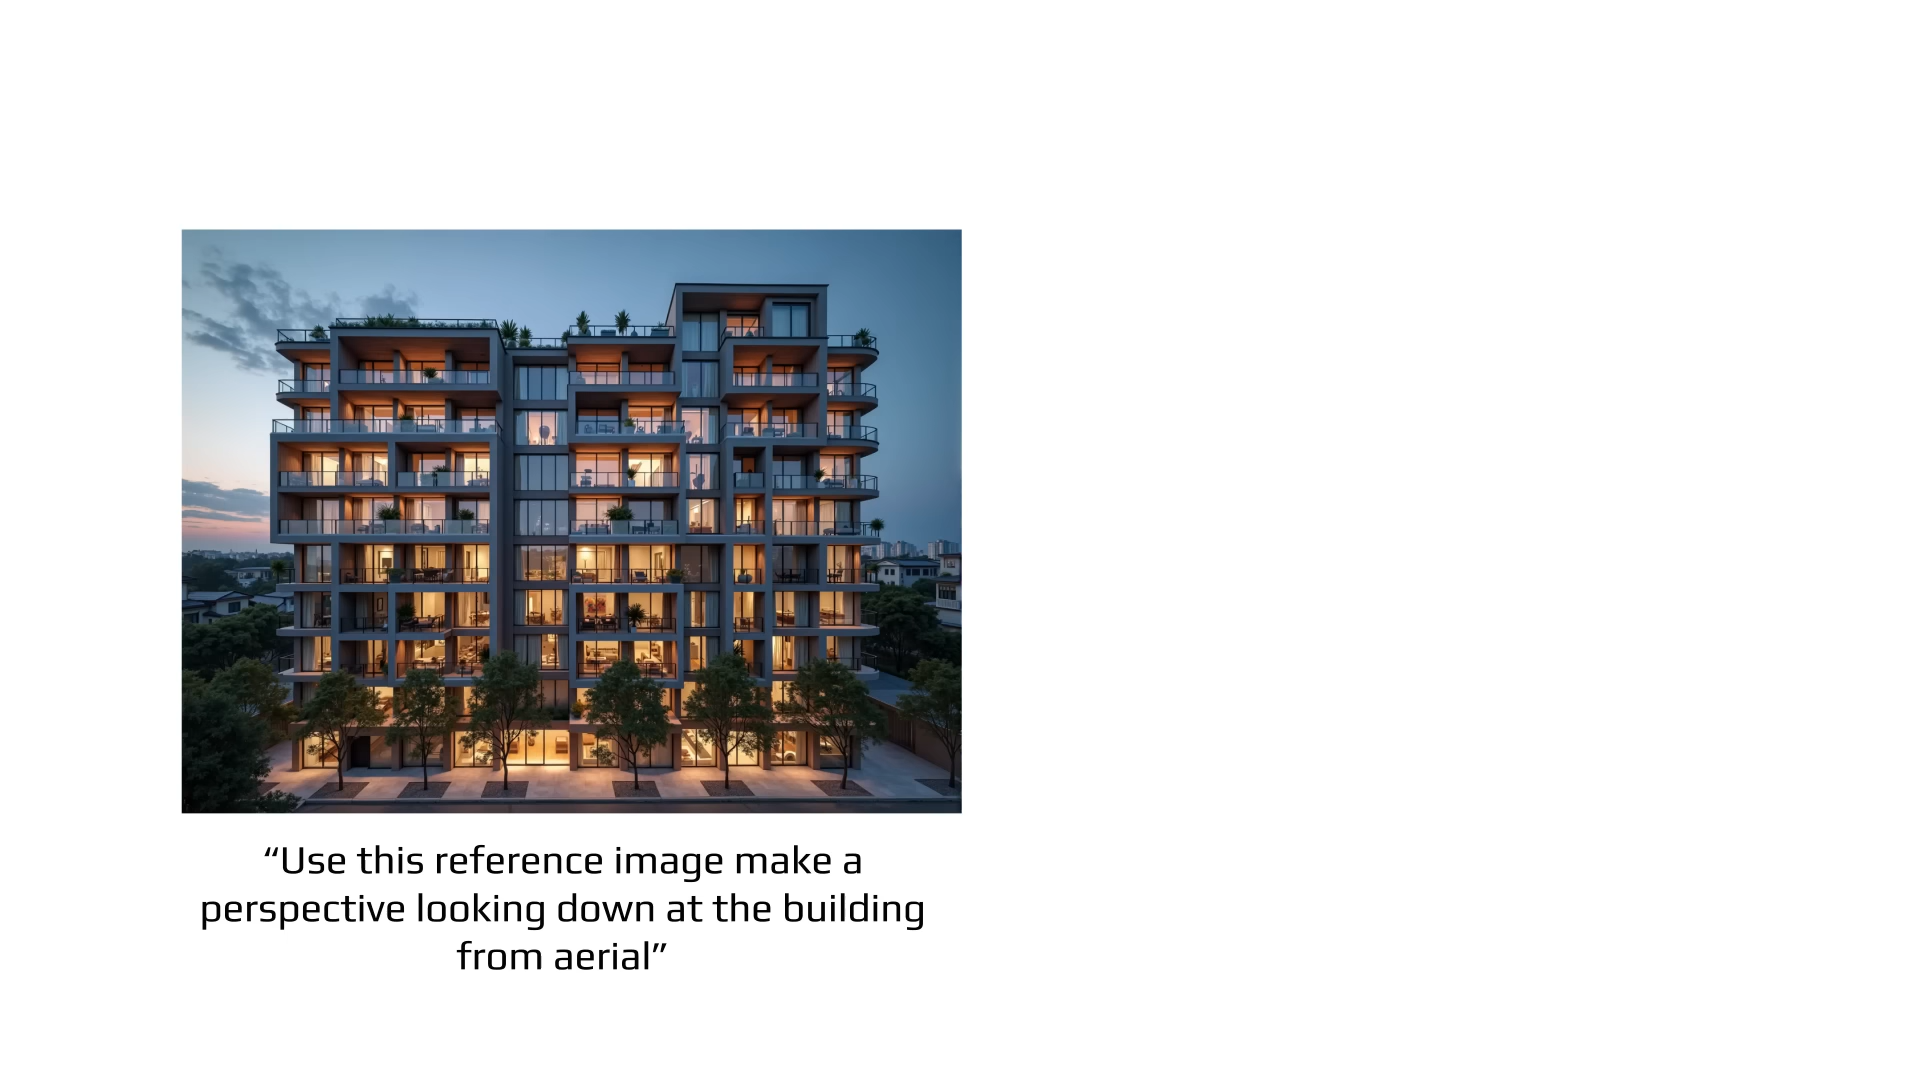 “Use this reference image make a
perspective looking down at the building
from aerial”